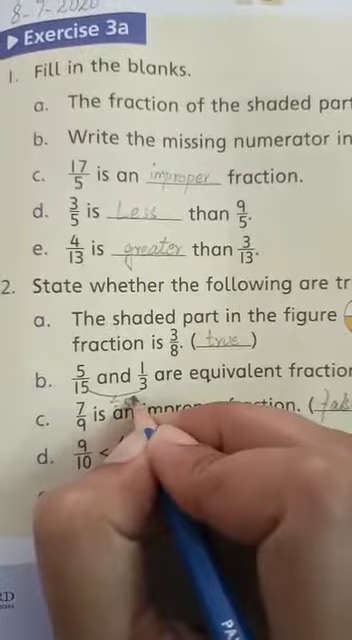 8-7-2020
Exercise 3a
1. Fill in the blanks.
a. The fraction of the shaded part
b. Write the missing numerator in
c. 17/5 is an improper fraction.
d. 3/5 is Less than 9/5.
e. 4/13 is greater than 3/13.
2. State whether the following are tr
a. The shaded part in the figure
fraction is 3/8. (true)
b. 5/15 and 1/3 are equivalent fraction
c. 7/9 is an
d. 9/10 <